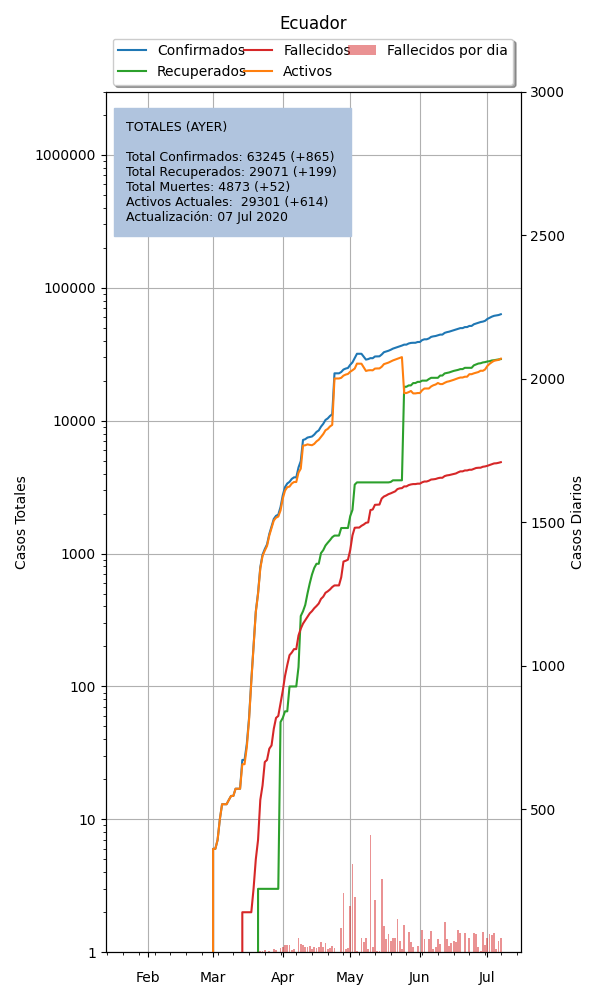 Ecuador
Confirmados Fallecidos Fallecidos por dia
Recuperados Activos
TOTALES (AYER)
Total Confirmados: 63245 (+865)
Total Recuperados: 29071 (+199)
Total Muertes: 4873 (+52)
Activos Actuales:  29301 (+614)
Actualización: 07 Jul 2020
Casos Totales
1000000
100000
10000
1000
100
10
1
3000
2500
2000
1500
1000
500
Casos Diarios
Feb Mar Apr May Jun Jul